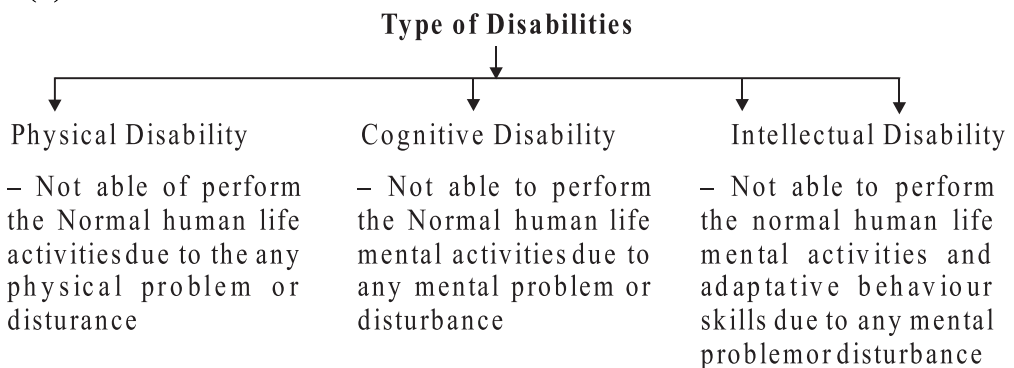 Type of Disabilities
Physical Disability
– Not able of perform
the Normal human life
activities due to the any
physical problem or
disturance
Cognitive Disability
– Not able to perform
the Normal human life
mental activities due to
any mental problem or
disturbance
Intellectual Disability
– Not able to perform
the normal human life
mental activities and
adaptative behaviour
skills due to any mental
problem or disturbance